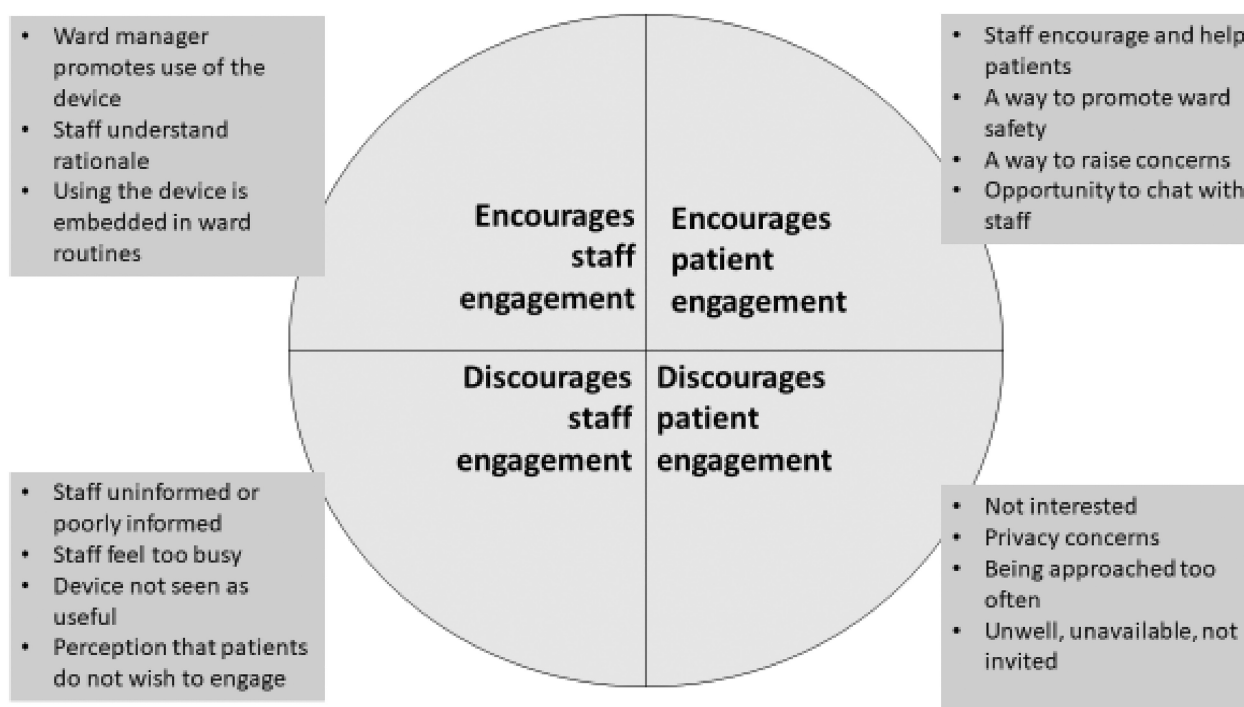 • Ward manager
promotes use of the
device
• Staff understand
rationale
• Using the device is
embedded in ward
routines
• Staff encourage and help
patients
• A way to promote ward
safety
• A way to raise concerns
• Opportunity to chat with
staff
Encourages
staff
engagement
Encourages
patient
engagement
Discourages
staff
engagement
Discourages
patient
engagement
• Staff uninformed or
poorly informed
• Staff feel too busy
• Device not seen as
useful
• Perception that patients
do not wish to engage
• Not interested
• Privacy concerns
• Being approached too
often
• Unwell, unavailable, not
invited